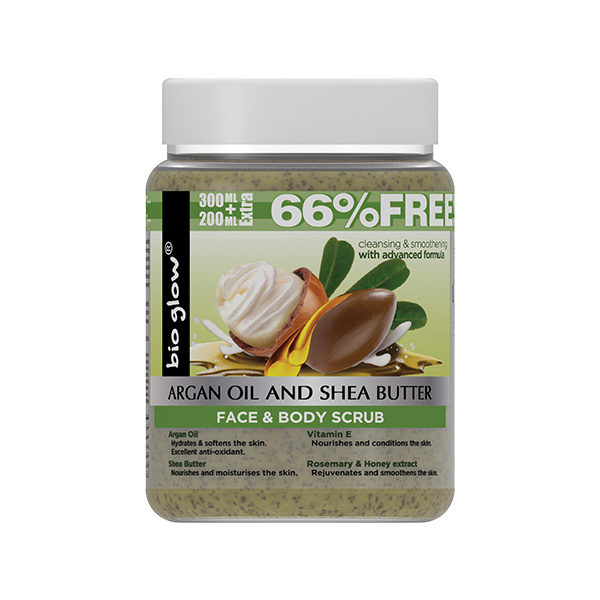 300ML
+
200ML
Extra
66%FREE
cleansing & smoothening
with advanced formula
bio glow®
ARGAN OIL AND SHEA BUTTER
FACE & BODY SCRUB
Argan Oil
Hydrates & softens the skin.
Excellent anti-oxidant.
Shea Butter
Nourishes and moisturises the skin.
Vitamin E
Nourishes and conditions the skin.
Rosemary & Honey extract
Rejuvenates and smoothens the skin.